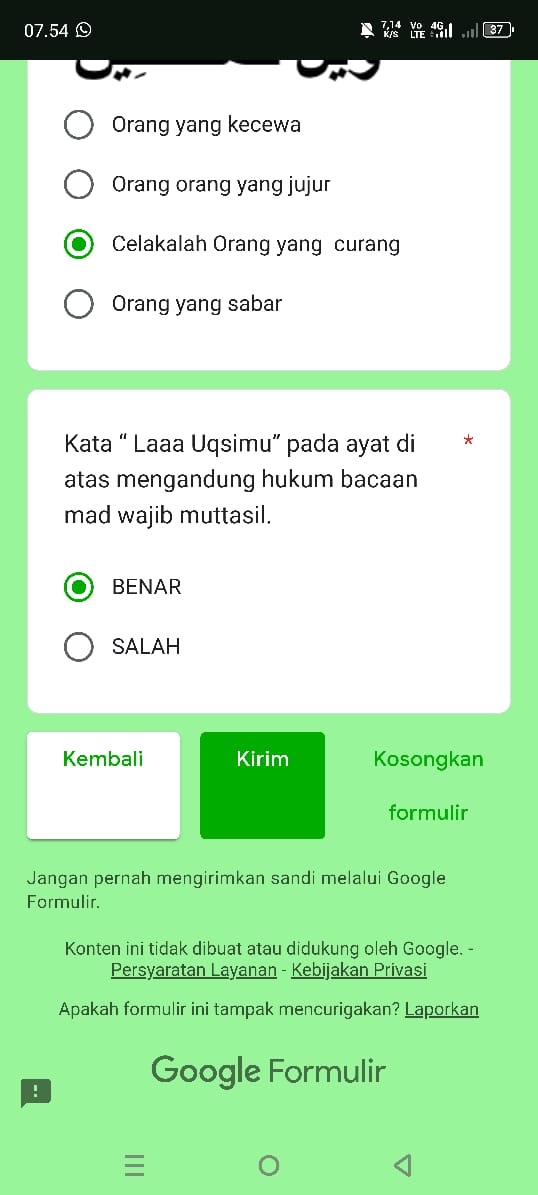 07.54
7,14 K/S Vo LTE 4G 37
Orang yang kecewa
Orang orang yang jujur
Celakalah Orang yang curang
Orang yang sabar
Kata “ Laaa Uqsimu” pada ayat di *
atas mengandung hukum bacaan
mad wajib muttasil.
BENAR
SALAH
Kembali
Kirim
Kosongkan
formulir
Jangan pernah mengirimkan sandi melalui Google
Formulir.
Konten ini tidak dibuat atau didukung oleh Google. -
Persyaratan Layanan - Kebijakan Privasi
Apakah formulir ini tampak mencurigakan? Laporkan
Google Formulir